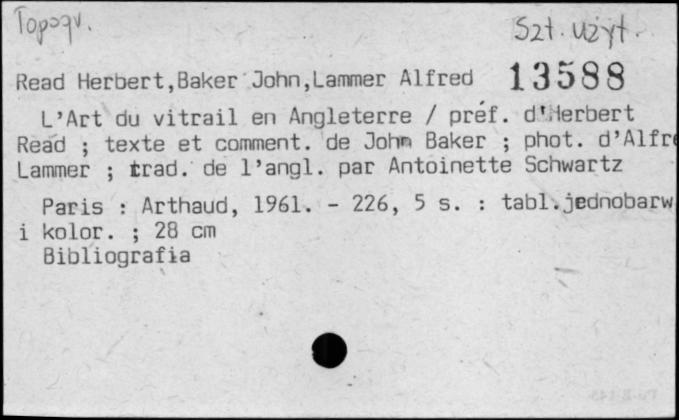 Szt. użyt.
Read Herbert,Baker John,Lammer Alfred 13588
L'Art du vitrail en Angleterre / préf. d'Herbert
Read ; texte et comment. de John Baker ; phot. d'Alfre
Lammer ; trad. de l'angl. par Antoinette Schwartz
Paris : Arthaud, 1961. - 226, 5 s. : tabl.jednobarw
i kolor. ; 28 cm
Bibliografia